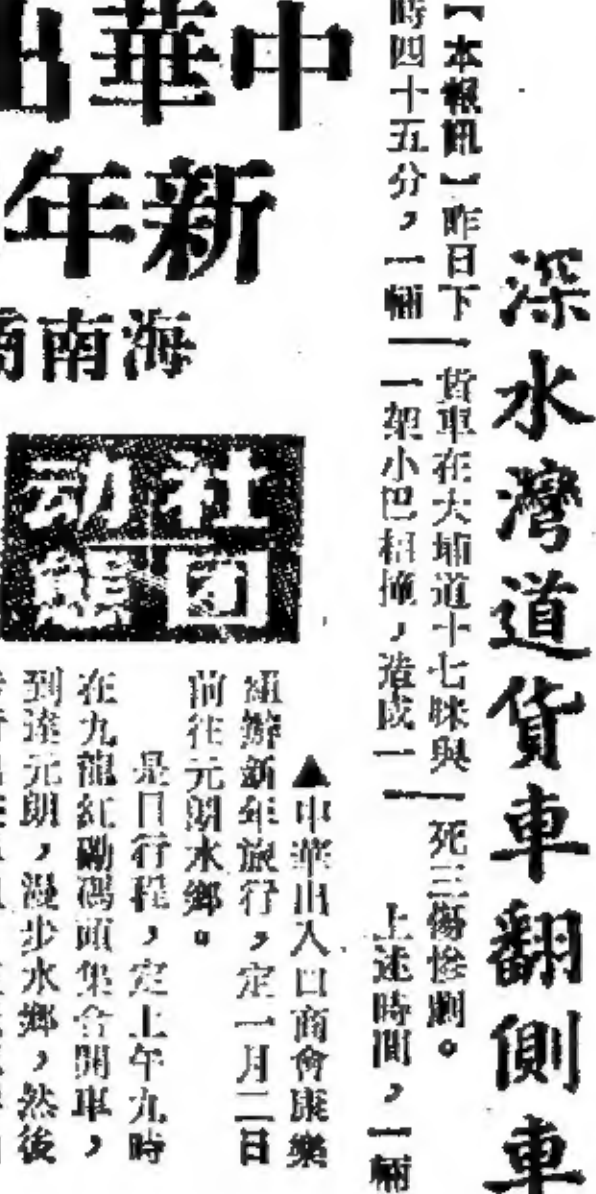 深水灣道貨車翻側車
【本報訊】昨日下
時四十五分，一輛
貨車在大埔道十七咪與
一架小巴相撞，造成一
死三傷慘劇。
上述時間，一輛
中華出
新年
海南商
社团
动態
▲中華出入口商會康樂
組辦新年旅行，定一月二日
前往元朗水鄉。
是日行程，定上午九時
在九龍紅磡碼頭集合開車，
到達元朗，漫步水鄉，然後